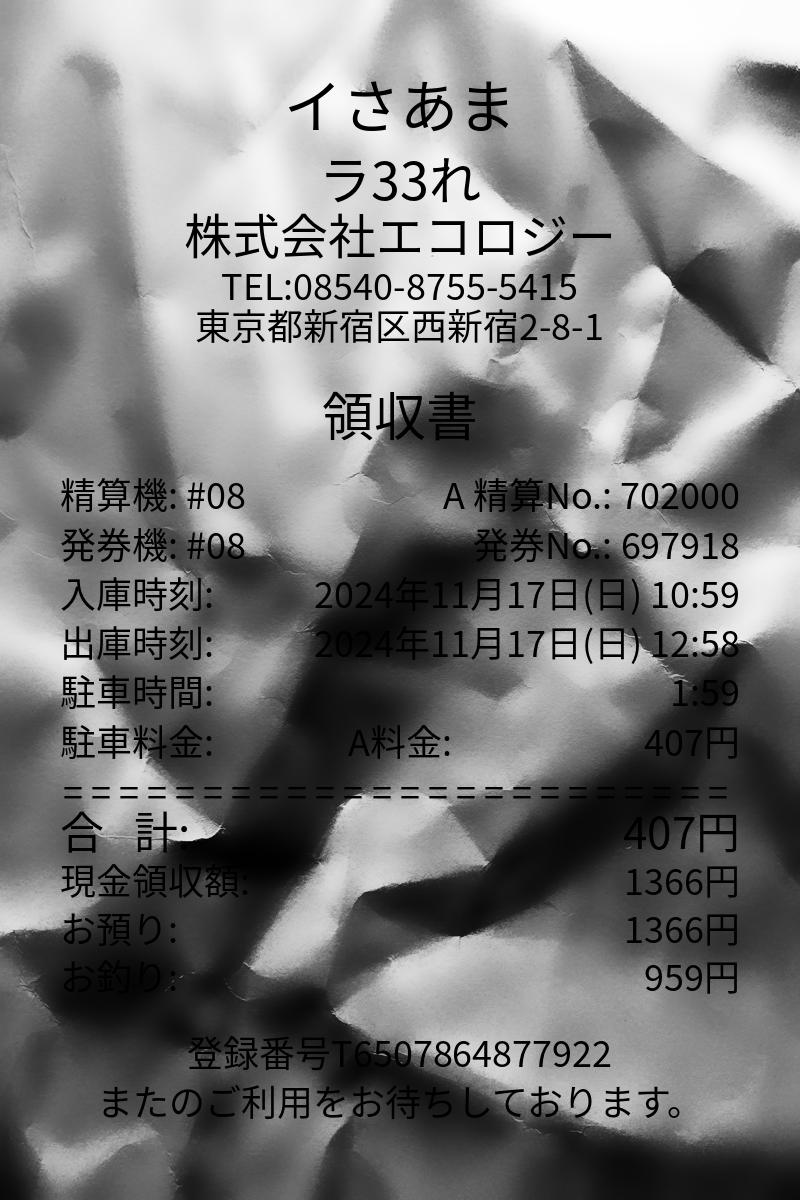 イさあま
ラ33れ
株式会社エコロジー
TEL:08540-8755-5415
東京都新宿区西新宿2-8-1
領収書
精算機: #08 A 精算No.: 702000
発券機: #08 発券No.: 697918
入庫時刻: 2024年11月17日(日) 10:59
出庫時刻: 2024年11月17日(日) 12:58
駐車時間: 1:59
駐車料金: A料金: 407円
========================
合 計: 407円
現金領収額: 1366円
お預り: 1366円
お釣り: 959円
登録番号T6507864877922
またのご利用をお待ちしております。